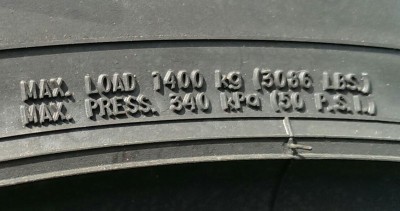 MAX. LOAD 1400 kg (3086 LBS.)
MAX. PRESS. 340 kPa (50 P.S.I.)